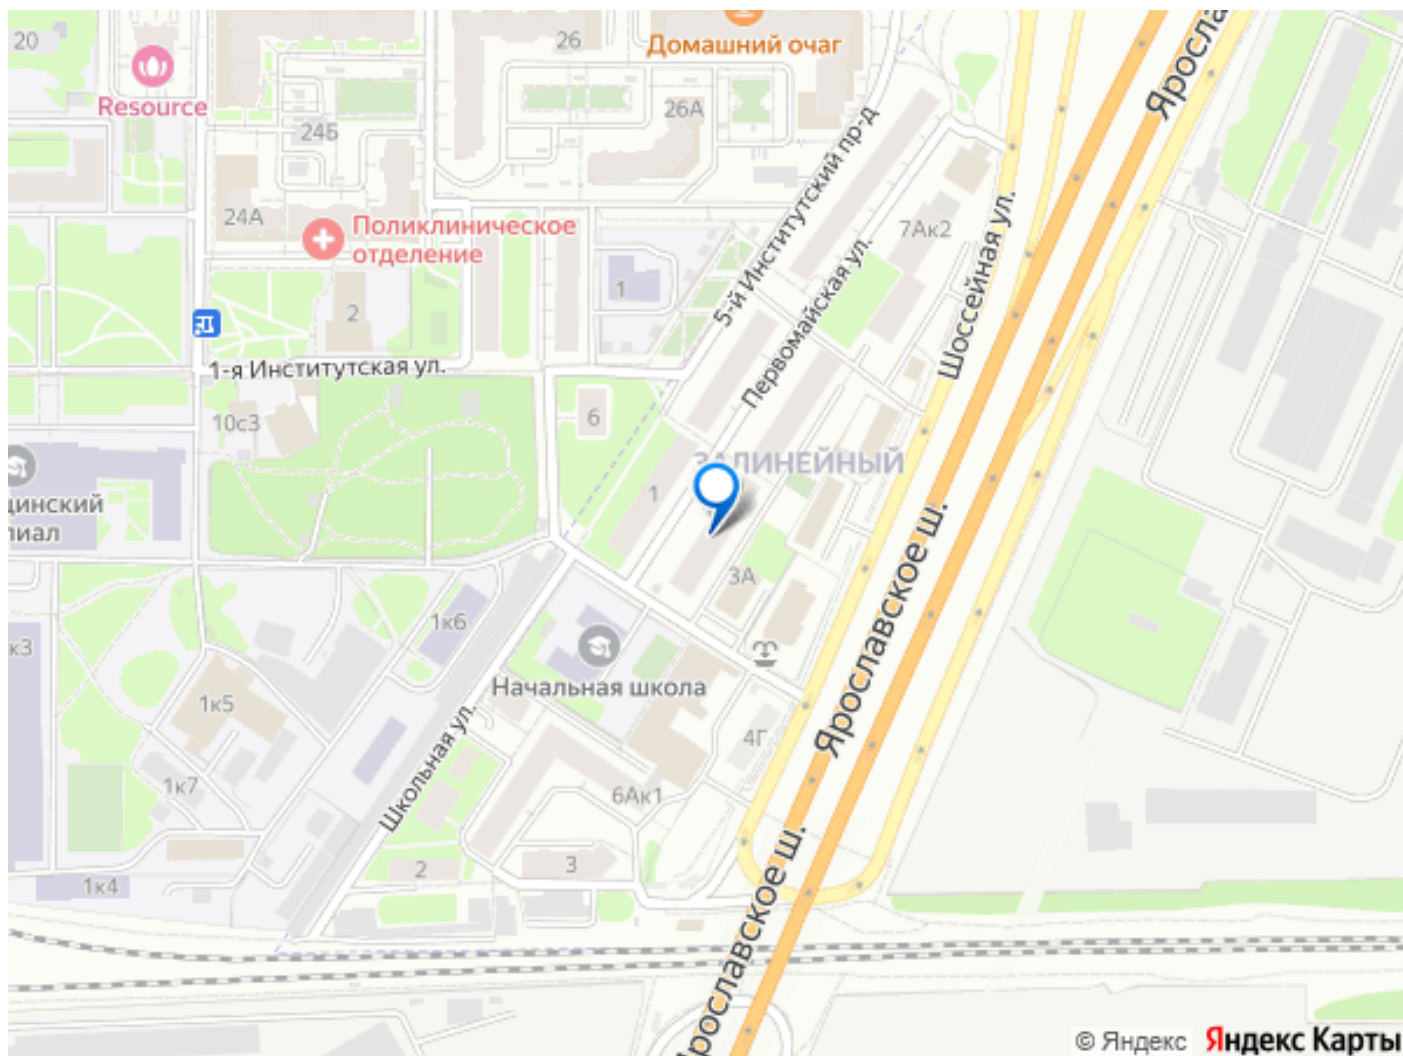 20
26
Домашний очаг
Яросла
Resource
24Б
26А
5-й Институтский пр-д
24А
Поликлиническое
отделение
7Ак2
Шоссейная ул.
1
2
Первомайская ул.
1-я Институтская ул.
10с3
6
ЗАЛИНЕЙНЫЙ
1
цинский
лиал
3А
Ярославское ш.
1к6
к3
Начальная школа
1к5
Школьная ул.
4Г
1к7
6Ак1
2
3
1к4
Ярославское ш.
© Яндекс Яндекс Карты